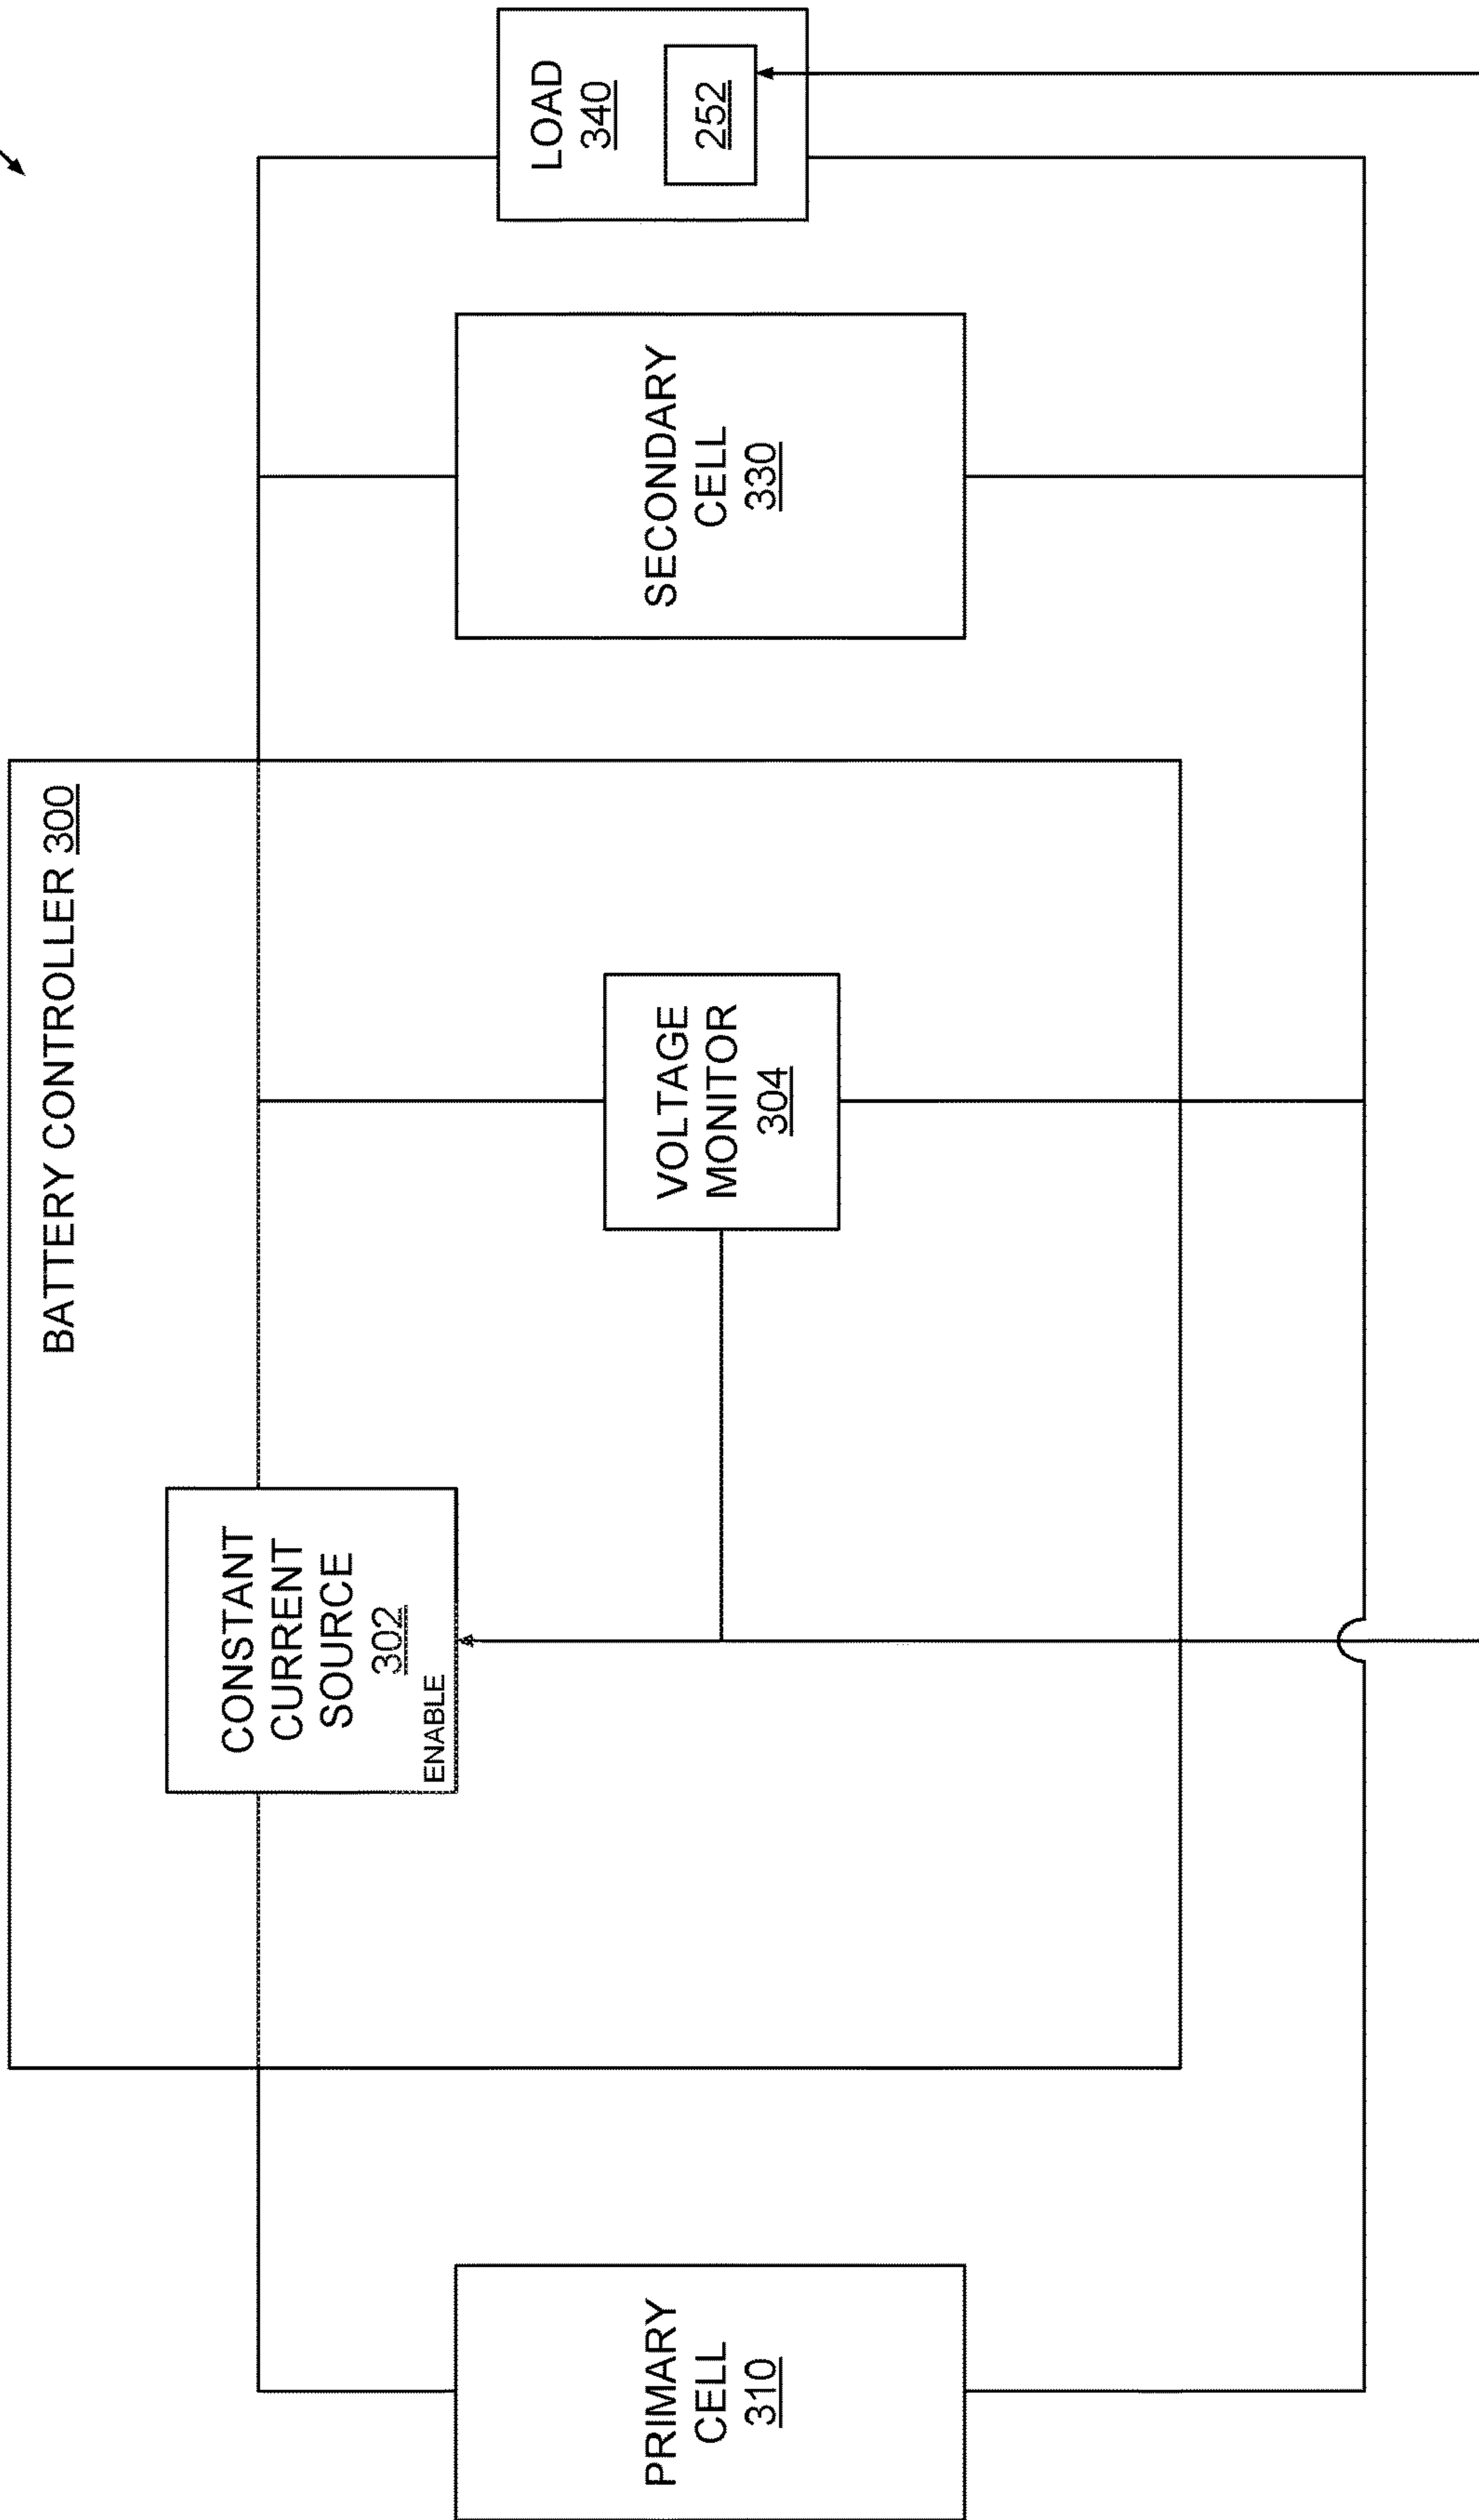 BATTERY CONTROLLER 300
PRIMARY
CELL
310
CONSTANT
CURRENT
SOURCE
302
ENABLE
VOLTAGE
MONITOR
304
SECONDARY
CELL
330
LOAD
340
252